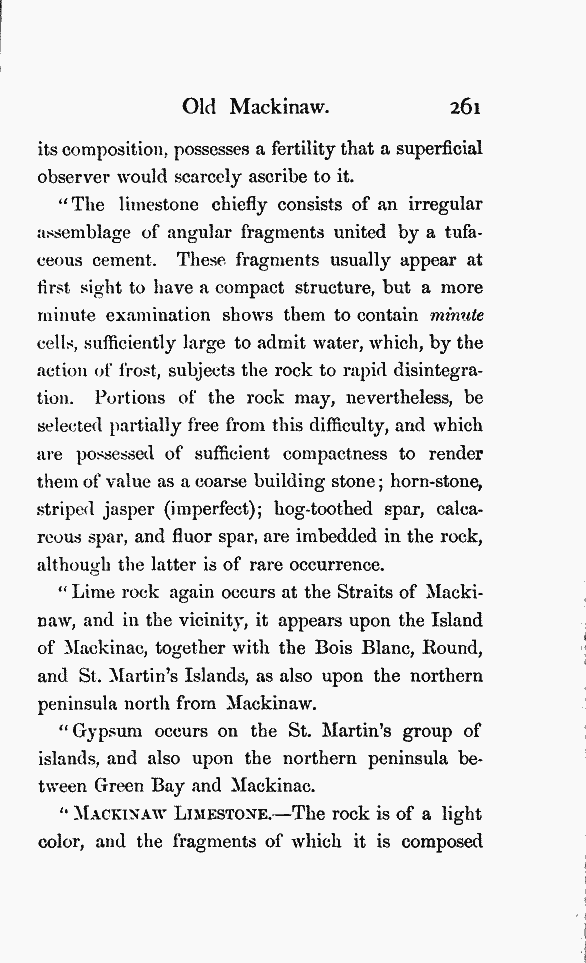 Old Mackinaw. 261
its composition, possesses a fertility that a superficial
observer would scarcely ascribe to it.
"The limestone chiefly consists of an irregular
assemblage of angular fragments united by a tufa-
ceous cement. These fragments usually appear at
first sight to have a compact structure, but a more
minute examination shows them to contain minute
cells, sufficiently large to admit water, which, by the
action of frost, subjects the rock to rapid disintegra-
tion. Portions of the rock may, nevertheless, be
selected partially free from this difficulty, and which
are possessed of sufficient compactness to render
them of value as a coarse building stone; horn-stone,
striped jasper (imperfect); hog-toothed spar, calca-
reous spar, and fluor spar, are imbedded in the rock,
although the latter is of rare occurrence.
"Lime rock again occurs at the Straits of Macki-
naw, and in the vicinity, it appears upon the Island
of Mackinac, together with the Bois Blanc, Round,
and St. Martin's Islands, as also upon the northern
peninsula north from Mackinaw.
"Gypsum occurs on the St. Martin's group of
islands, and also upon the northern peninsula be-
tween Green Bay and Mackinac.
"MACKINAW LIMESTONE.—The rock is of a light
color, and the fragments of which it is composed